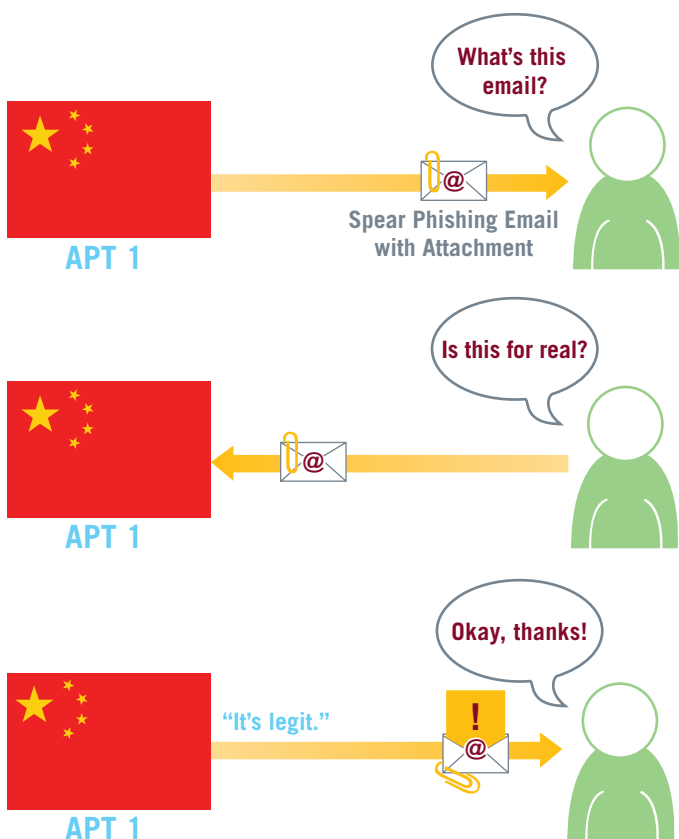 What's this
email?
@
Spear Phishing Email
with Attachment
APT 1
Is this for real?
@
APT 1
Okay, thanks!
"It's legit."
!
@
APT 1